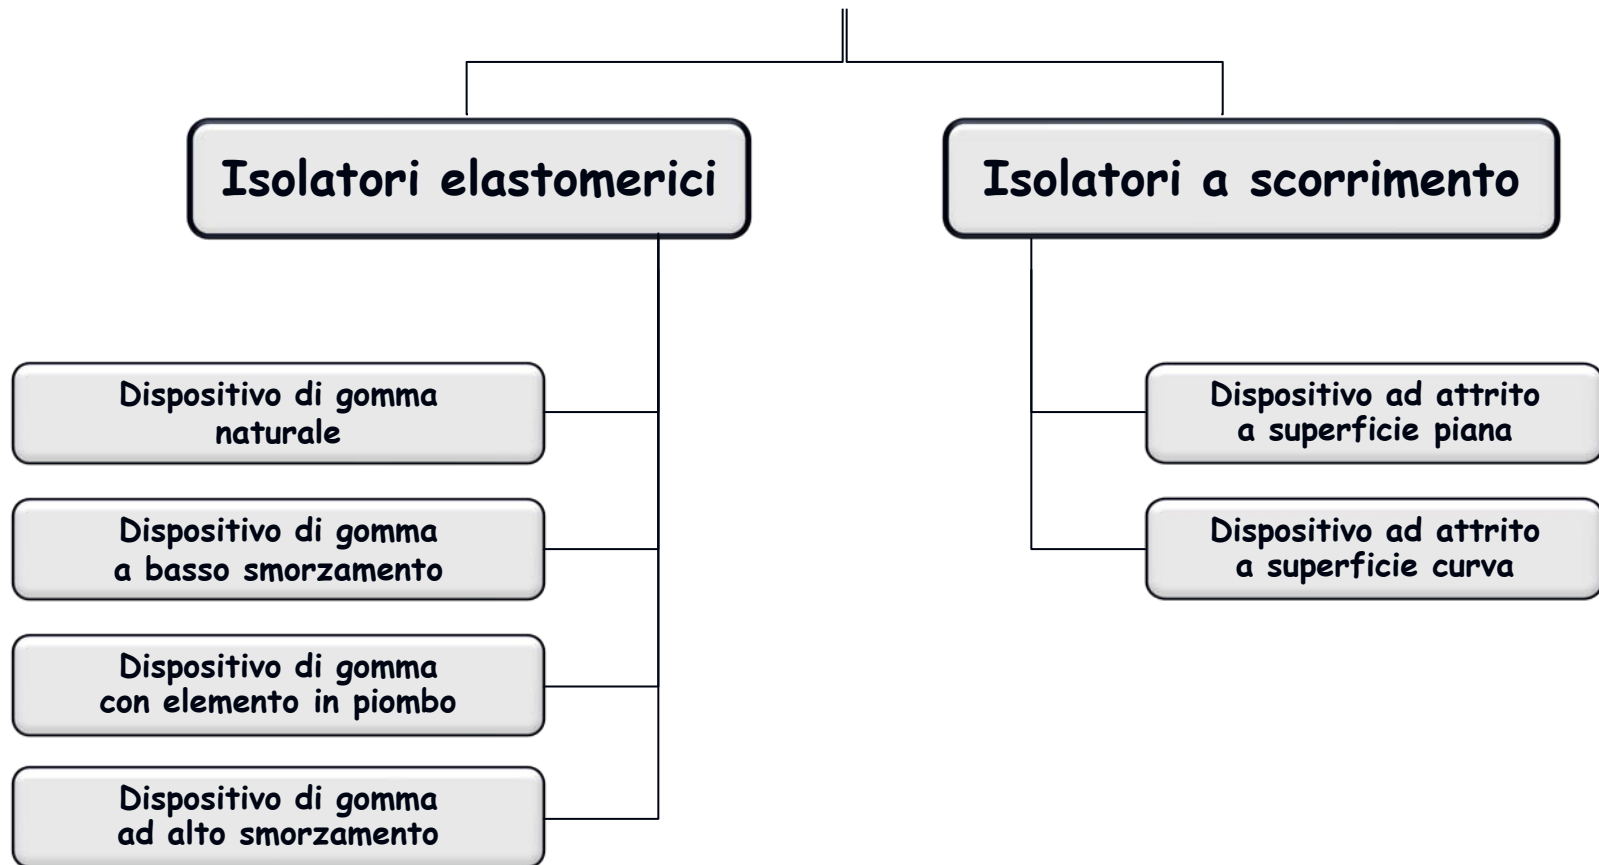 Isolatori elastomerici
Isolatori a scorrimento
Dispositivo di gomma
naturale
Dispositivo di gomma
a basso smorzamento
Dispositivo di gomma
con elemento in piombo
Dispositivo di gomma
ad alto smorzamento
Dispositivo ad attrito
a superficie piana
Dispositivo ad attrito
a superficie curva